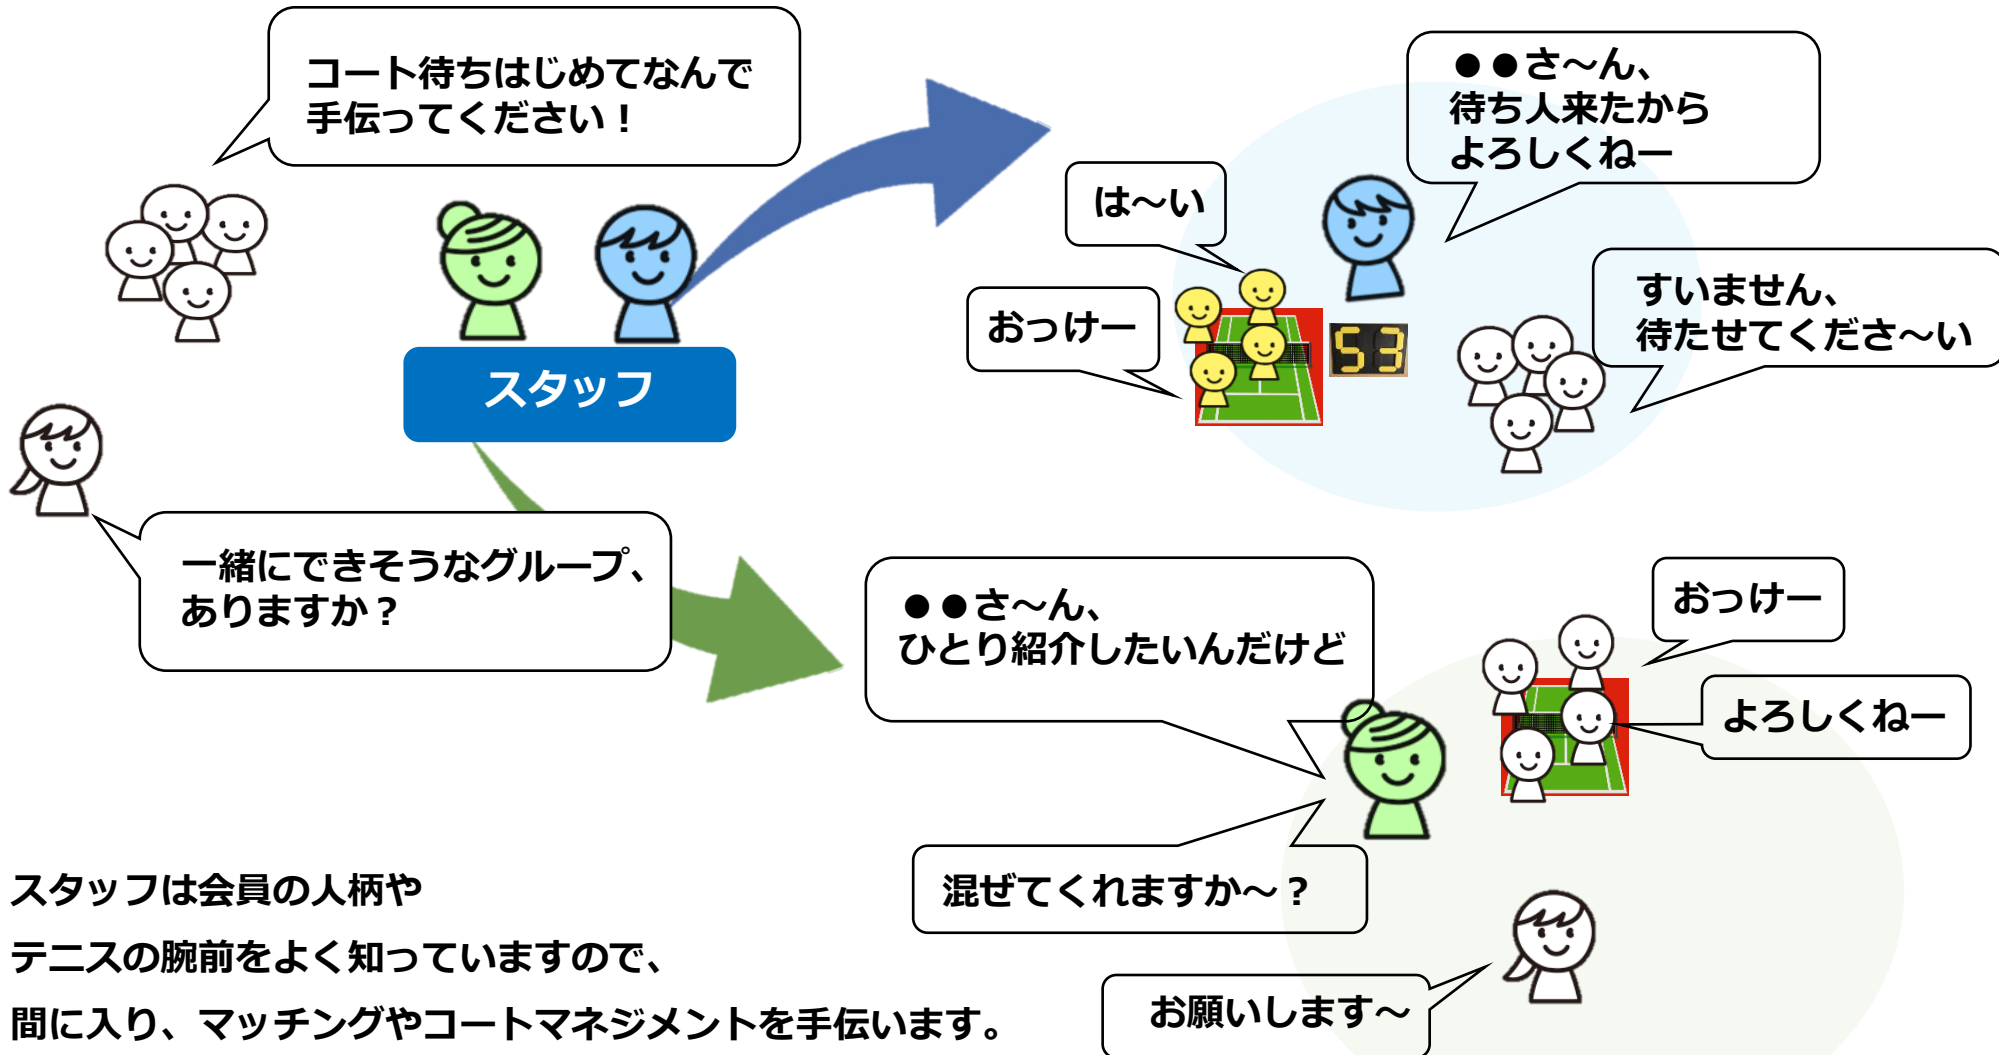 コート待ちはじめてなんで
手伝ってください！
スタッフ
●●さ～ん、
待ち人来たから
よろしくねー
は～い
おっけー
53
すいません、
待たせてくださ～い
一緒にできそうなグループ、
ありますか？
●●さ～ん、
ひとり紹介したいんだけど
おっけー
よろしくねー
混ぜてくれますか～？
お願いします～
スタッフは会員の人柄や
テニスの腕前をよく知っていますので、
間に入り、マッチングやコートマネジメントを手伝います。